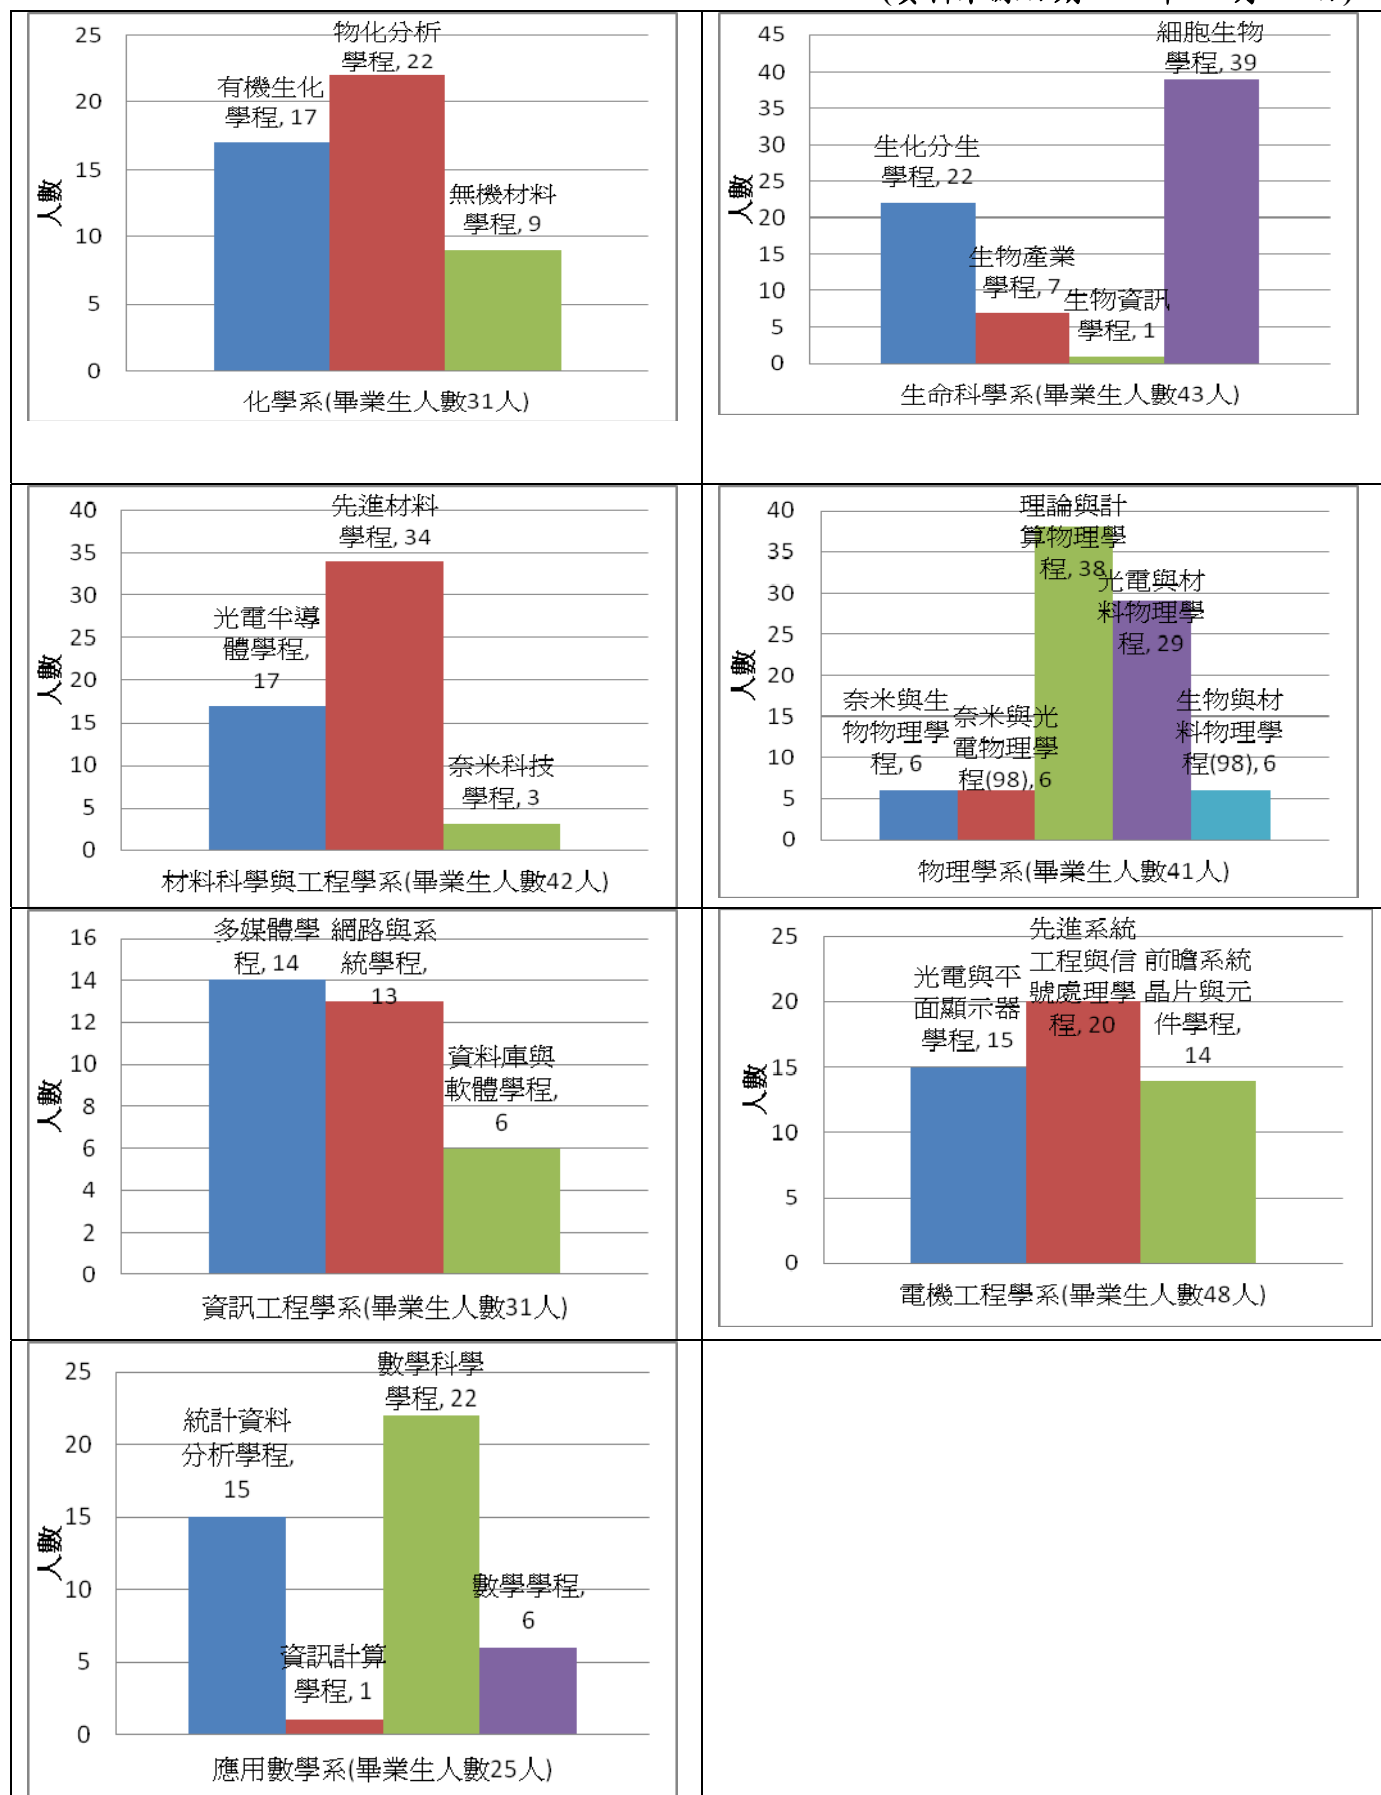 25
20
15
10
5
0
人數
有機生化
學程, 17
物化分析
學程, 22
無機材料
學程, 9
化學系(畢業生人數31人)
45
40
35
30
25
20
15
10
5
0
人數
生化分生
學程, 22
生物產業
學程, 7
生物資訊
學程, 1
細胞生物
學程, 39
生命科學系(畢業生人數43人)
40
35
30
25
20
15
10
5
0
人數
光電半導
體學程,
17
先進材料
學程, 34
奈米科技
學程, 3
材料科學與工程學系(畢業生人數42人)
40
35
30
25
20
15
10
5
0
人數
奈米與生
物物理學
程, 6
奈米與光
電物理學
程(98), 6
理論與計
算物理學
程, 38
光電與材
料物理學
程, 29
生物與材
料物理學
程(98), 6
物理學系(畢業生人數41人)
16
14
12
10
8
6
4
2
0
人數
多媒體學
程, 14
網路與系
統學程,
13
資料庫與
軟體學程,
6
資訊工程學系(畢業生人數31人)
25
20
15
10
5
0
人數
光電與平
面顯示器
學程, 15
先進系統
工程與信
號處理學
程, 20
前瞻系統
晶片與元
件學程,
14
電機工程學系(畢業生人數48人)
25
20
15
10
5
0
人數
統計資料
分析學程,
15
資訊計算
學程, 1
數學科學
學程, 22
數學學程,
6
應用數學系(畢業生人數25人)